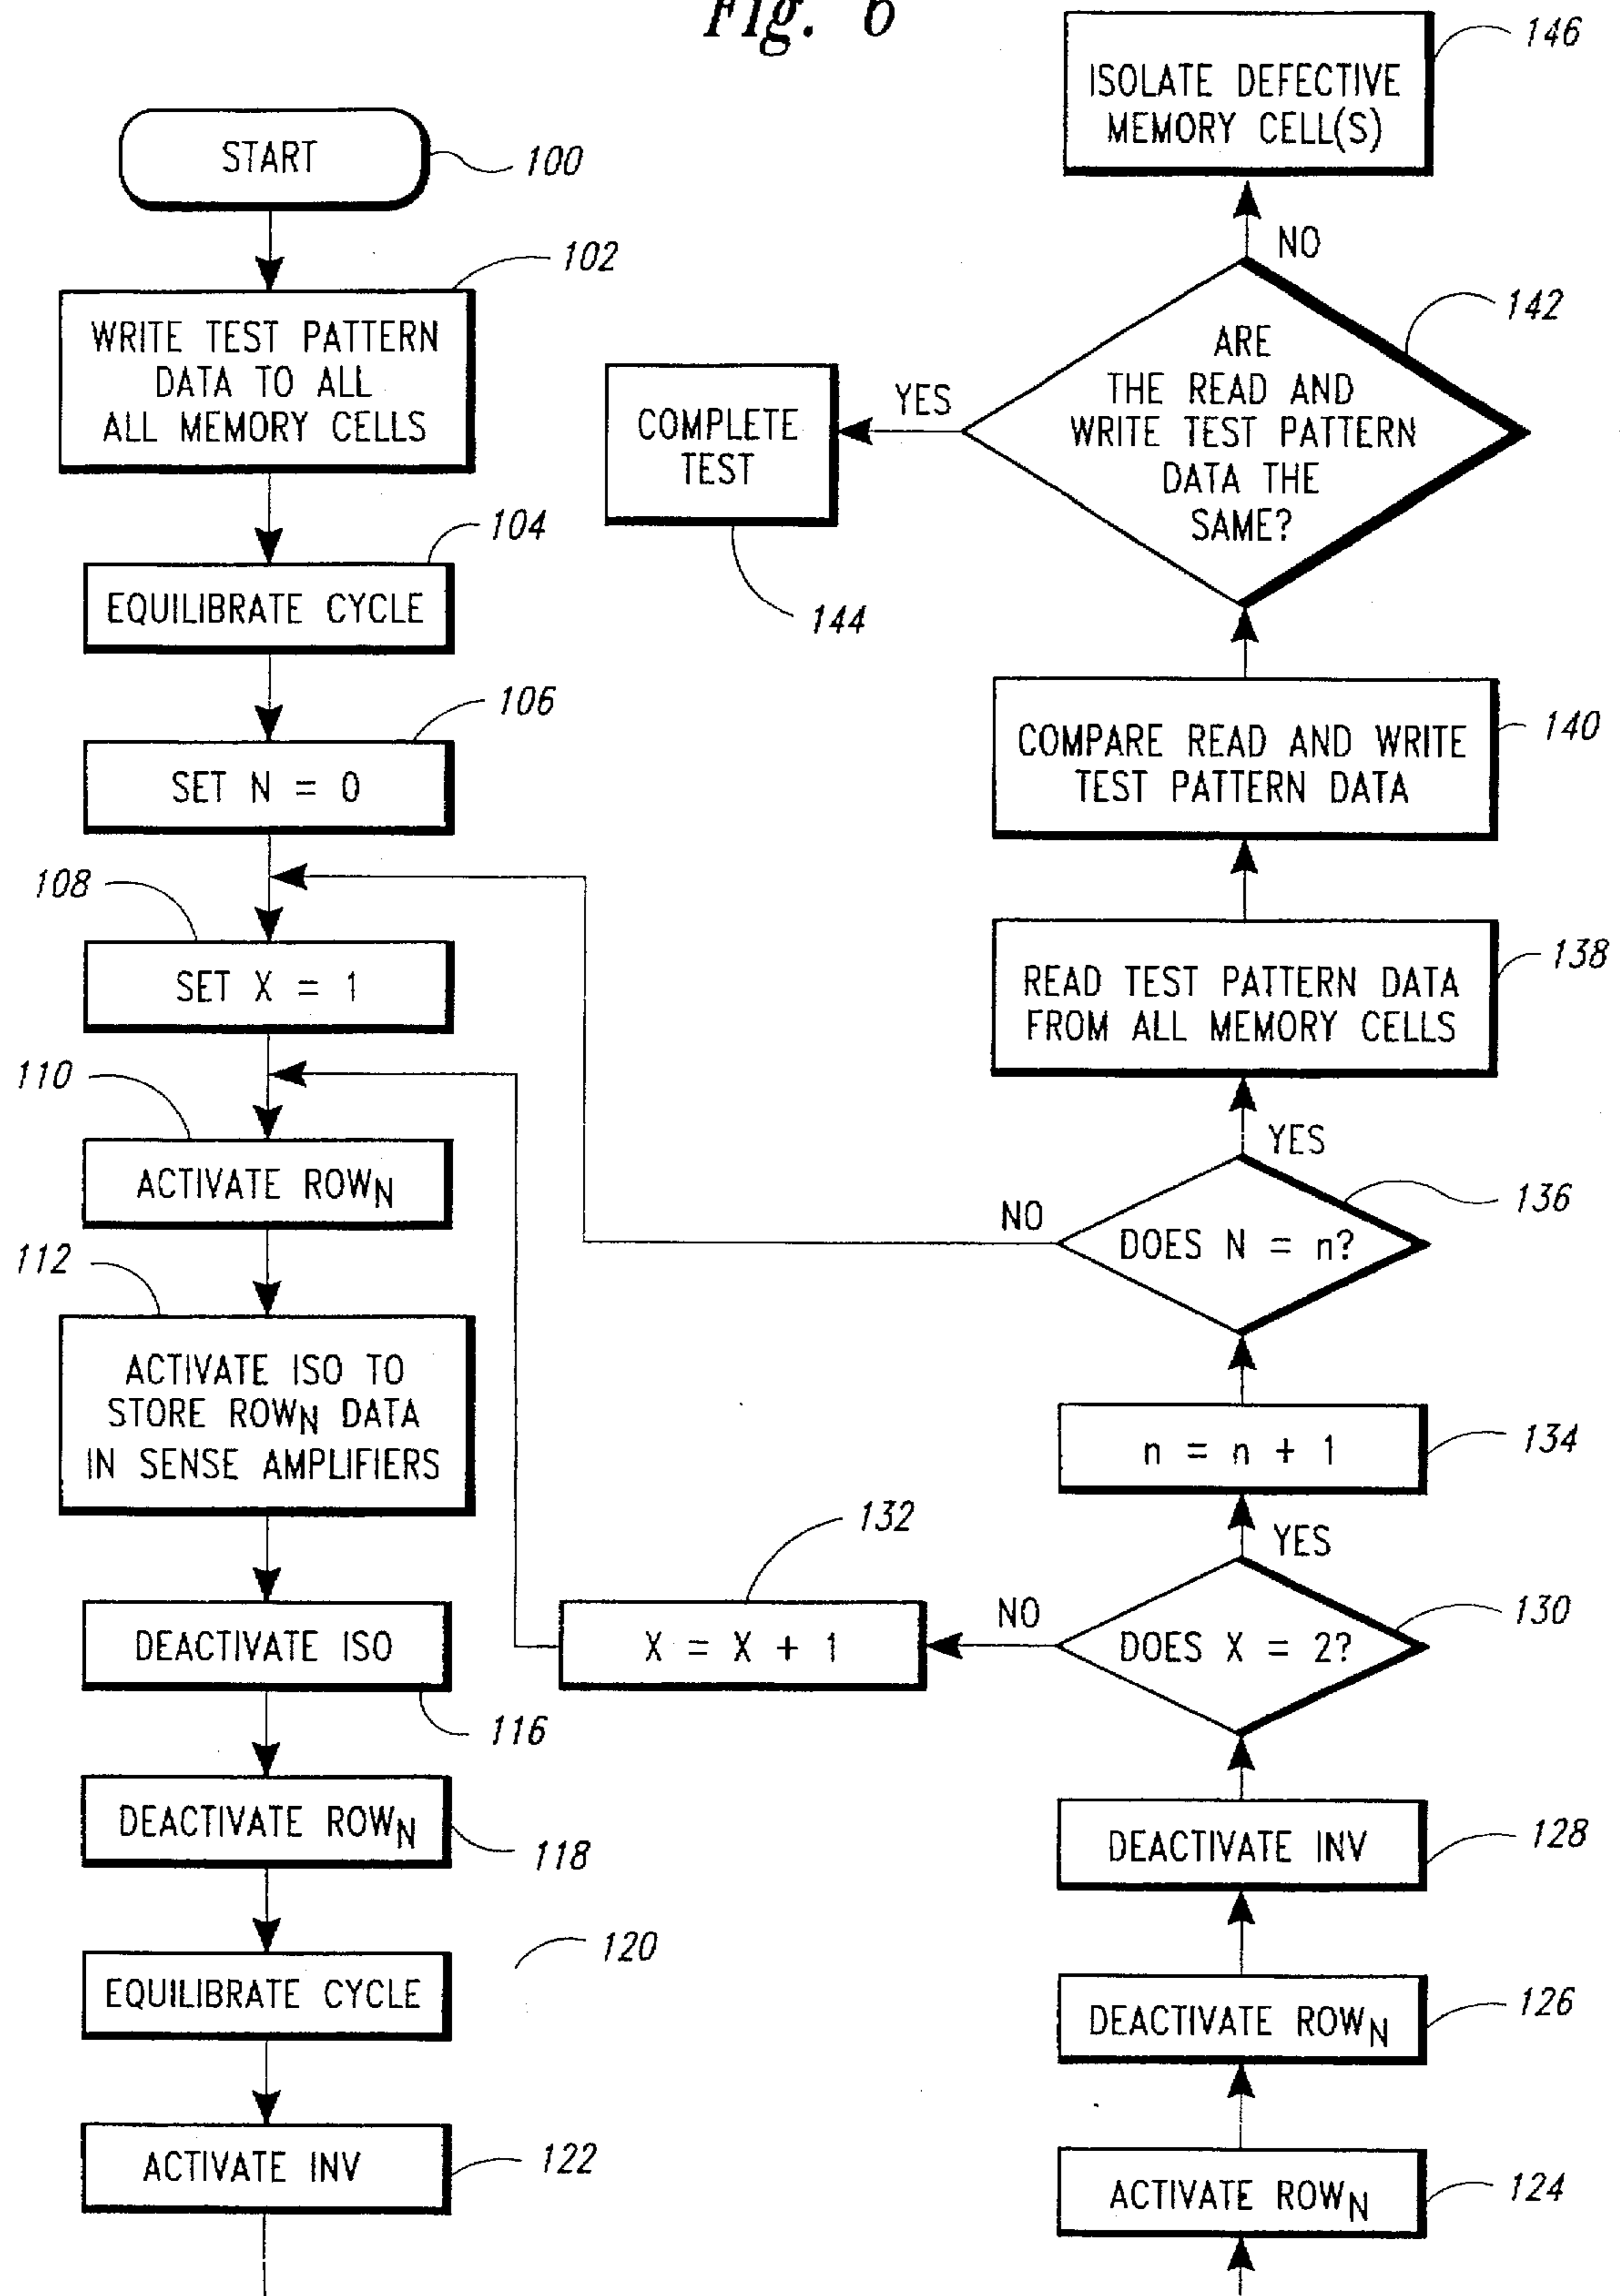 Fig. 6
START
100
102
WRITE TEST PATTERN
DATA TO ALL
ALL MEMORY CELLS
104
EQUILIBRATE CYCLE
106
SET N = 0
108
SET X = 1
110
ACTIVATE ROWN
112
ACTIVATE ISO TO
STORE ROWN DATA
IN SENSE AMPLIFIERS
DEACTIVATE ISO
116
DEACTIVATE ROWN
118
120
EQUILIBRATE CYCLE
ACTIVATE INV
122
124
ACTIVATE ROWN
126
DEACTIVATE ROWN
128
DEACTIVATE INV
130
DOES X = 2?
NO
YES
132
X = X + 1
134
n = n + 1
136
DOES N = n?
NO
YES
138
READ TEST PATTERN DATA
FROM ALL MEMORY CELLS
140
COMPARE READ AND WRITE
TEST PATTERN DATA
142
ARE
THE READ AND
WRITE TEST PATTERN
DATA THE
SAME?
YES
NO
COMPLETE
TEST
144
146
ISOLATE DEFECTIVE
MEMORY CELL(S)